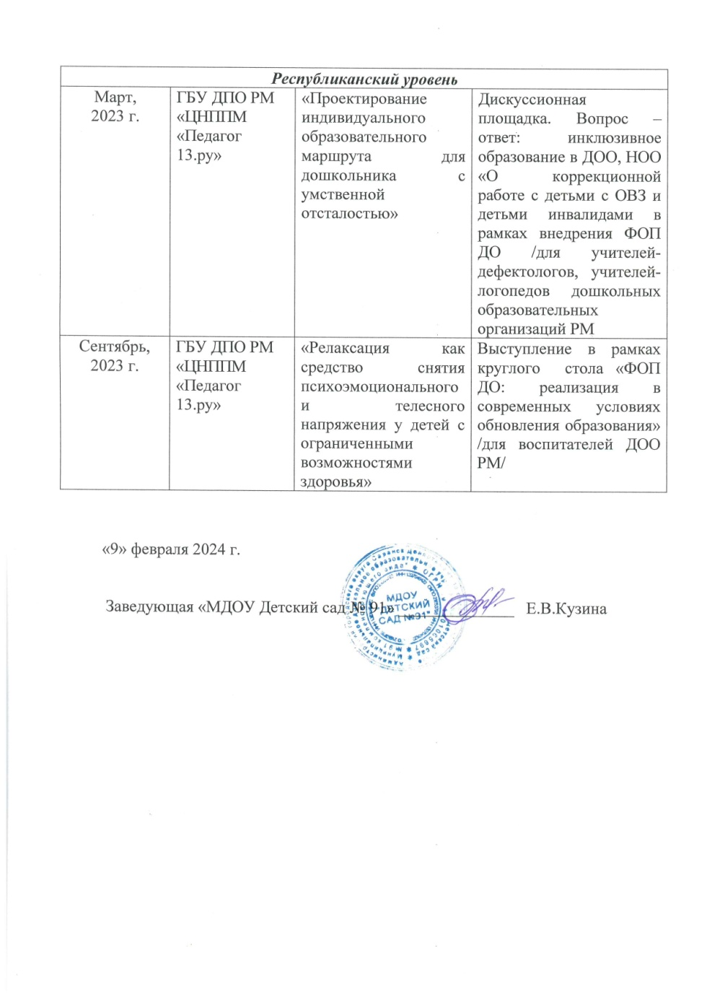 Республиканский уровень
Март,
2023 г.
ГБУ ДПО РМ
«ЦНППМ
«Педагог
13.ру»
«Проектирование
индивидуального
образовательного
маршрута для
дошкольника с
умственной
отсталостью»
Дискуссионная
площадка. Вопрос –
ответ: инклюзивное
образование в ДОО, НОО
«О коррекционной
работе с детьми с ОВЗ и
детьми инвалидами в
рамках внедрения ФОП
ДО /для учителей-
дефектологов, учителей-
логопедов дошкольных
образовательных
организаций РМ
Сентябрь,
2023 г.
ГБУ ДПО РМ
«ЦНППМ
«Педагог
13.ру»
«Релаксация как
средство снятия
психоэмоционального
и телесного
напряжения у детей с
ограниченными
возможностями
здоровья»
Выступление в рамках
круглого стола «ФОП
ДО: реализация в
современных условиях
обновления образования»
/для воспитателей ДОО
РМ/
«9» февраля 2024 г.
Заведующая «МДОУ Детский сад № 91» Е.В.Кузина
МДОУ
"ДЕТСКИЙ
САД №91"